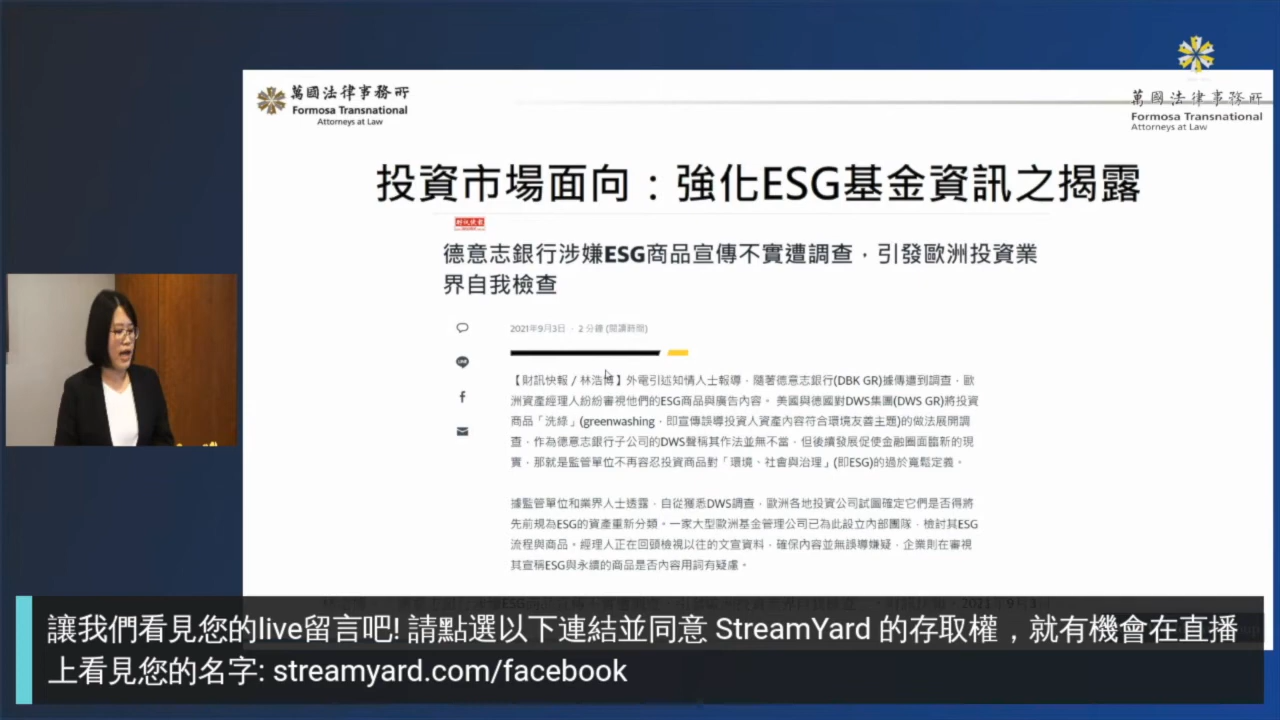 萬國法律事務所
Formosa Transnational
Attorneys at Law
萬國法律事務所
Formosa Transnational
Attorneys at Law
投資市場面向：強化ESG基金資訊之揭露
德意志銀行涉嫌ESG商品宣傳不實遭調查，引發歐洲投資業
界自我檢查
2021年9月3日 · 2 分鐘 (閱讀時間)
【財訊快報／林浩博】外電引述知情人士報導，隨著德意志銀行(DBK GR)據傳遭到調查，歐
洲資產經理人紛紛審視他們的ESG商品與廣告內容。 美國與德國對DWS集團(DWS GR)將投資
商品「洗綠」(greenwashing，即宣傳誤導投資人資產內容符合環境友善主題)的做法展開調
查，作為德意志銀行子公司的DWS聲稱其作法並無不當，但後續發展促使金融圈面臨新的現
實，那就是監管單位不再容忍投資商品對「環境、社會與治理」(即ESG)的過於寬鬆定義。
據監管單位和業界人士透露，自從獲悉DWS調查，歐洲各地投資公司試圖確定它們是否得將
先前規為ESG的資產重新分類。一家大型歐洲基金管理公司已為此設立內部團隊，檢討其ESG
流程與商品。經理人正在回頭檢視以往的文宣資料，確保內容並無誤導嫌疑，企業則在審視
其宣稱ESG與永續的商品是否內容用詞有疑慮。
讓我們看見您的live留言吧! 請點選以下連結並同意 StreamYard 的存取權，就有機會在直播
上看見您的名字: streamyard.com/facebook